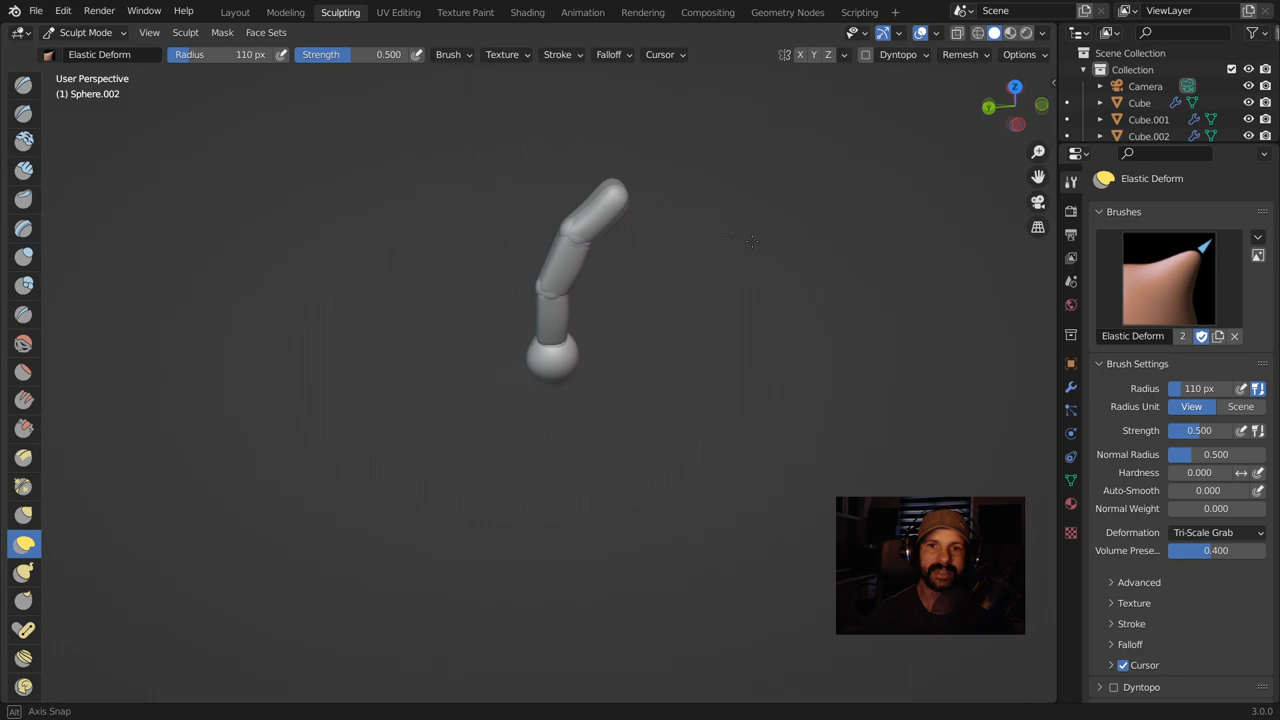 File Edit Render Window Help Layout Modeling Sculpting UV Editing Texture Paint Shading Animation Rendering Compositing Geometry Nodes Scripting + Scene ViewLayer
Sculpt Mode View Sculpt Mask Face Sets
Elastic Deform Radius 110 px Strength 0.500 Brush Texture Stroke Falloff Cursor X Y Z Dyntopo Remesh Options
User Perspective
(1) Sphere.002
Z
Y
Scene Collection
Collection
Camera
Cube
Cube.001
Cube.002
Elastic Deform
Brushes
Elastic Deform 2
Brush Settings
Radius 110 px
Radius Unit View Scene
Strength 0.500
Normal Radius 0.500
Hardness 0.000
Auto-Smooth 0.000
Normal Weight 0.000
Deformation Tri-Scale Grab
Volume Prese... 0.400
Advanced
Texture
Stroke
Falloff
Cursor
Dyntopo
Alt Axis Snap
3.0.0